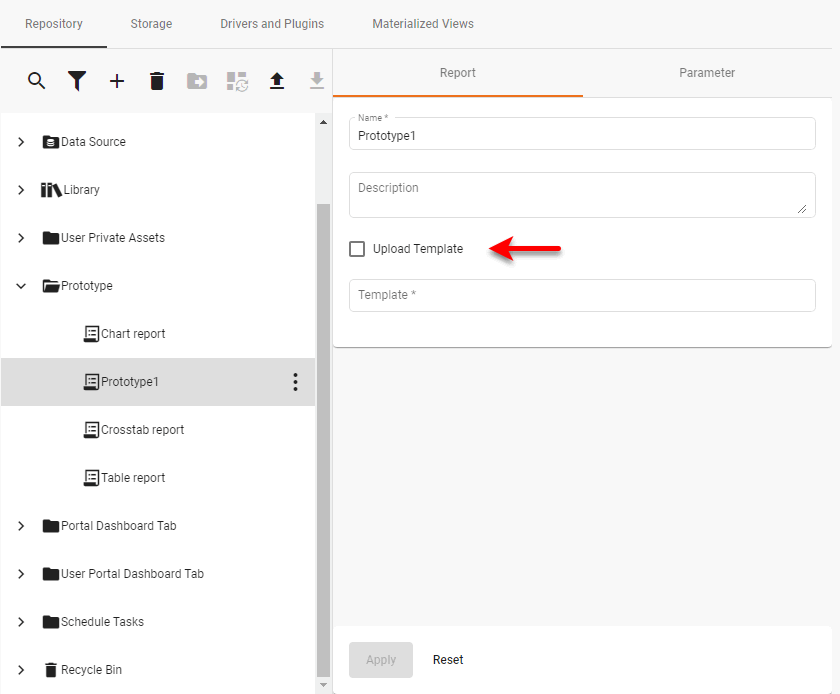 Repository
Storage
Drivers and Plugins
Materialized Views
Data Source
Library
User Private Assets
Prototype
Chart report
Prototype1
Crosstab report
Table report
Portal Dashboard Tab
User Portal Dashboard Tab
Schedule Tasks
Recycle Bin
Report
Parameter
Name *
Prototype1
Description
Upload Template
Template *
Apply
Reset